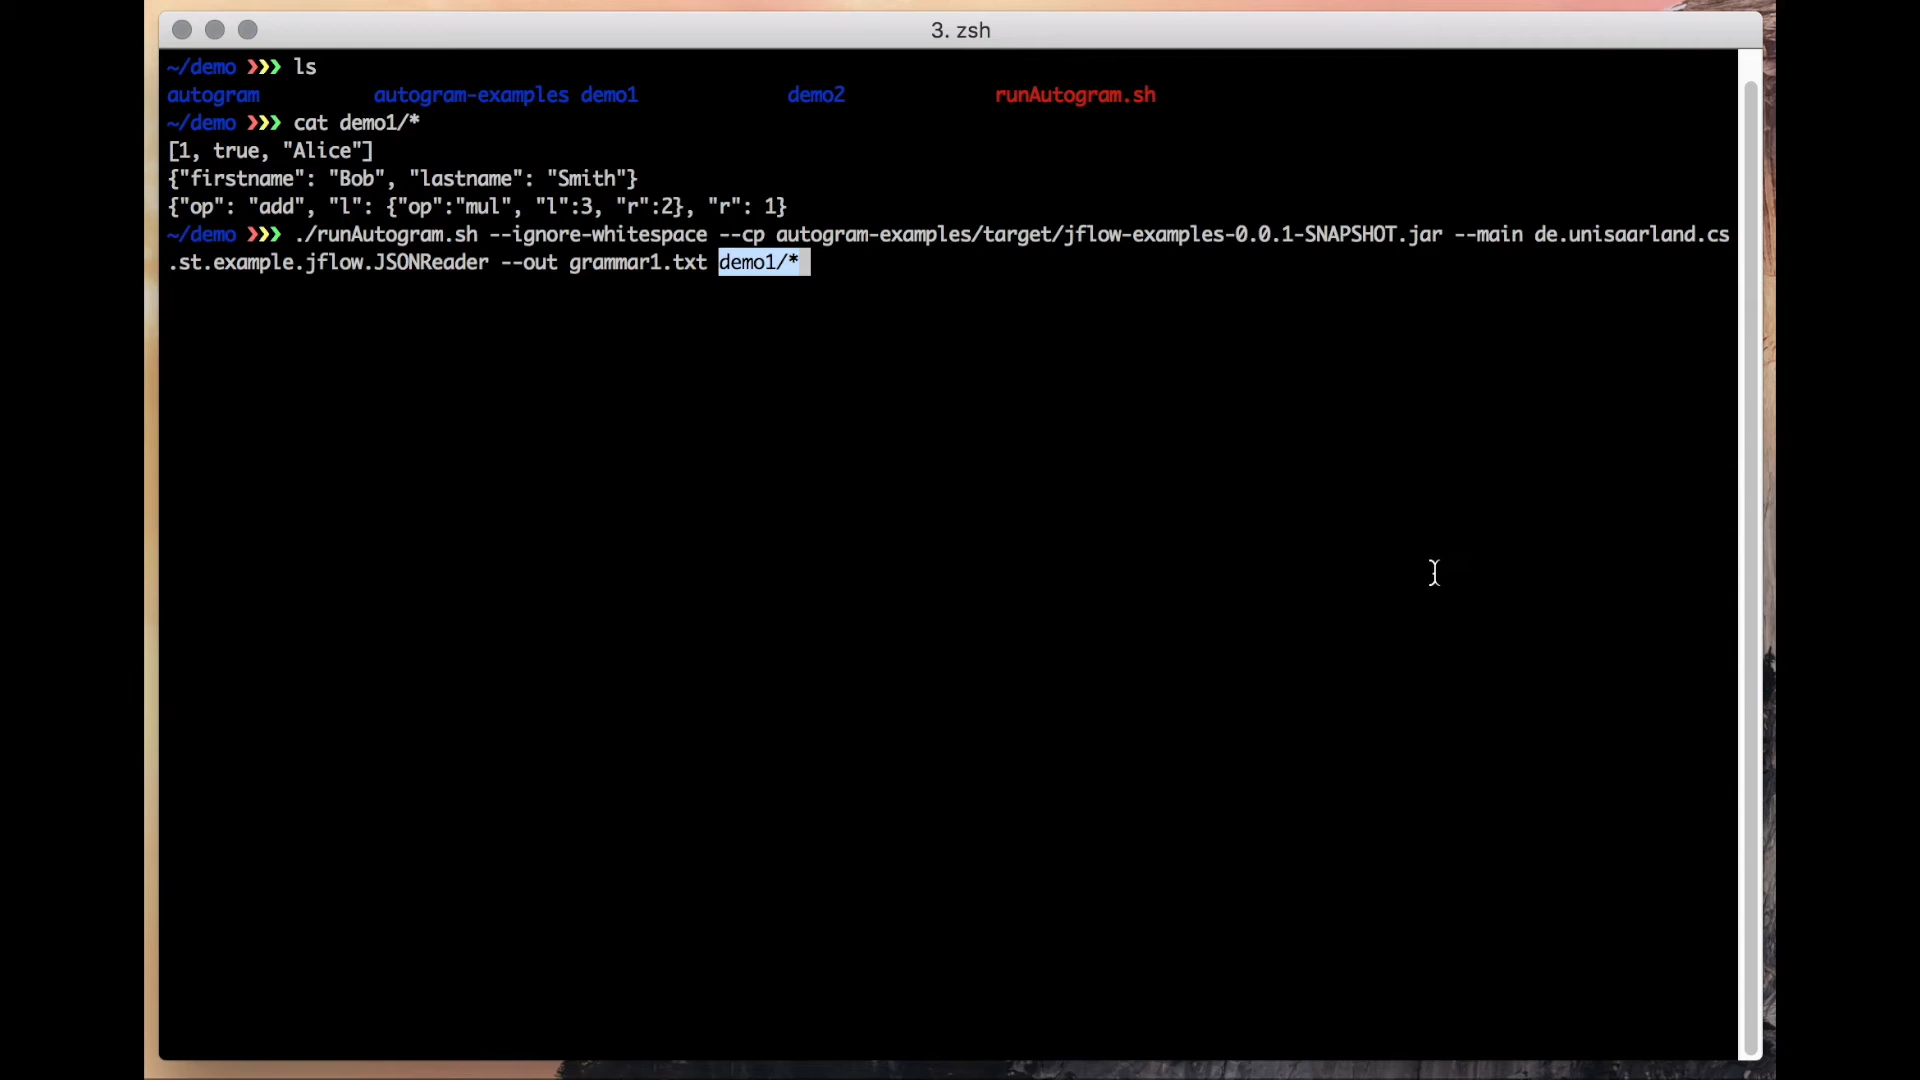 3. zsh
~/demo ❯❯❯ ls
autogram autogram-examples demo1 demo2 runAutogram.sh
~/demo ❯❯❯ cat demo1/*
[1, true, "Alice"]
{"firstname": "Bob", "lastname": "Smith"}
{"op": "add", "l": {"op":"mul", "l":3, "r":2}, "r": 1}
~/demo ❯❯❯ ./runAutogram.sh --ignore-whitespace --cp autogram-examples/target/jflow-examples-0.0.1-SNAPSHOT.jar --main de.unisaarland.cs
.st.example.jflow.JSONReader --out grammar1.txt demo1/*